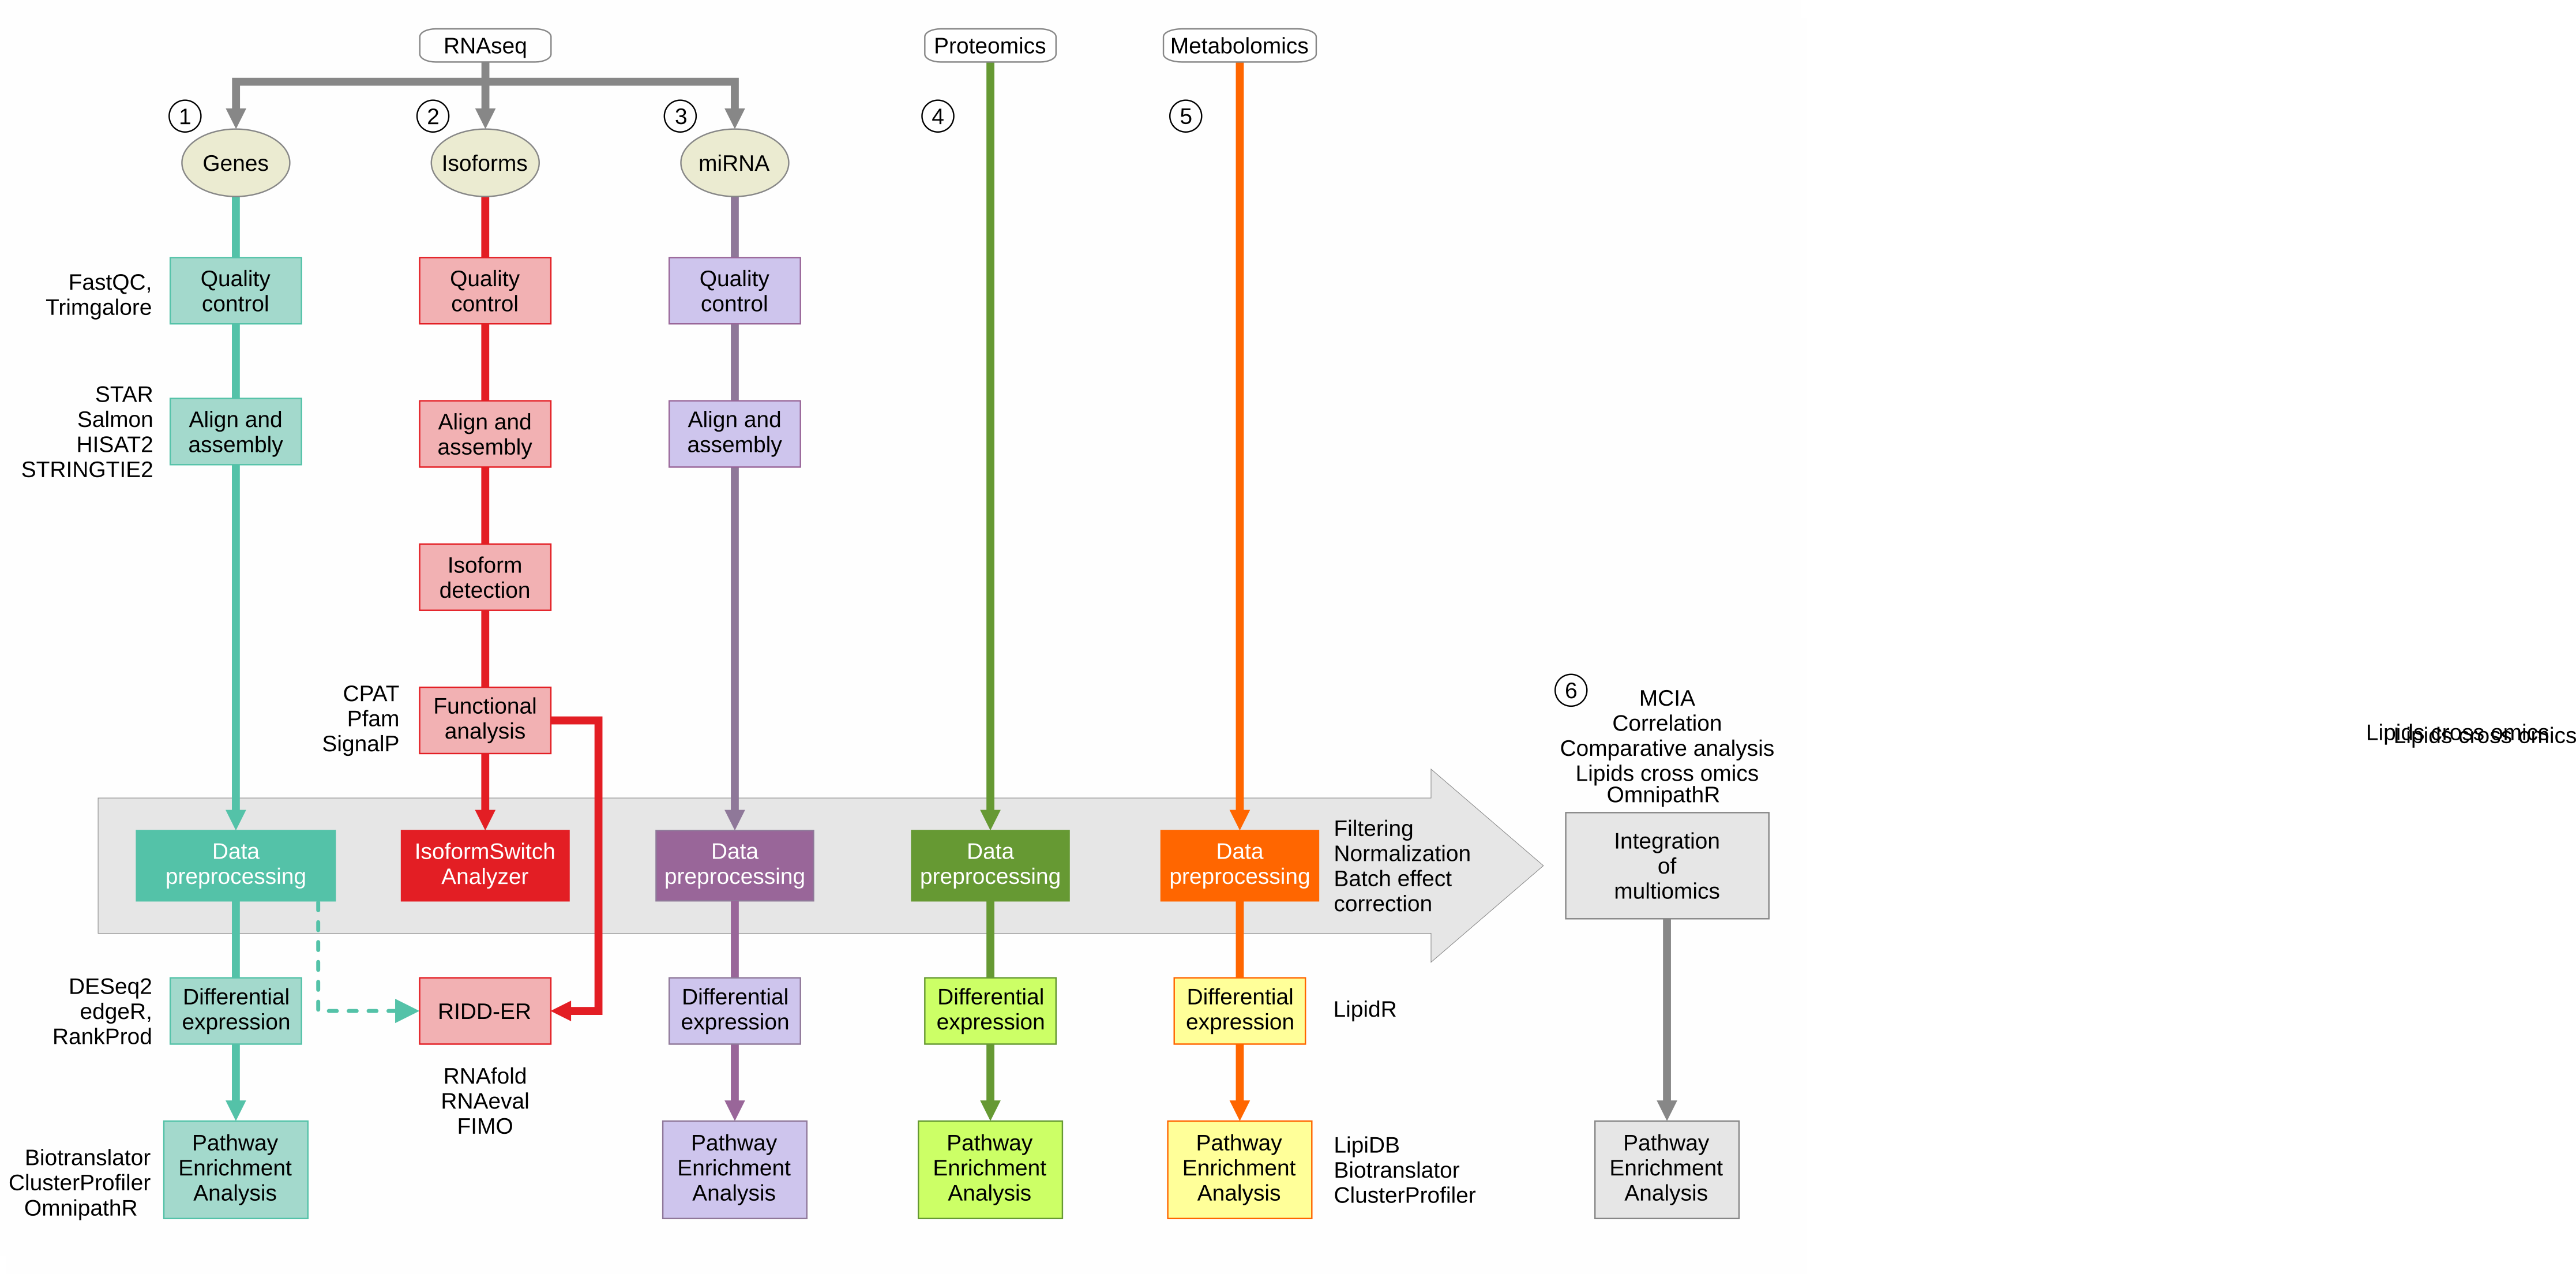 RNAseq
Proteomics
Metabolomics
1
2
3
4
5
Genes
Isoforms
miRNA
FastQC,
Trimgalore
Quality
control
Quality
control
Quality
control
STAR
Salmon
HISAT2
STRINGTIE2
Align and
assembly
Align and
assembly
Align and
assembly
Isoform
detection
CPAT
Pfam
SignalP
Functional
analysis
6
MCIA
Correlation
Comparative analysis
Lipids cross omics
OmnipathR
Lipids cross omics
Lipids cross omics
Data
preprocessing
IsoformSwitch
Analyzer
Data
preprocessing
Data
preprocessing
Data
preprocessing
Filtering
Normalization
Batch effect
correction
Integration
of
multiomics
DESeq2
edgeR,
RankProd
Differential
expression
RIDD-ER
Differential
expression
Differential
expression
Differential
expression
LipidR
RNAfold
RNAeval
FIMO
Biotranslator
ClusterProfiler
OmnipathR
Pathway
Enrichment
Analysis
Pathway
Enrichment
Analysis
Pathway
Enrichment
Analysis
Pathway
Enrichment
Analysis
LipiDB
Biotranslator
ClusterProfiler
Pathway
Enrichment
Analysis